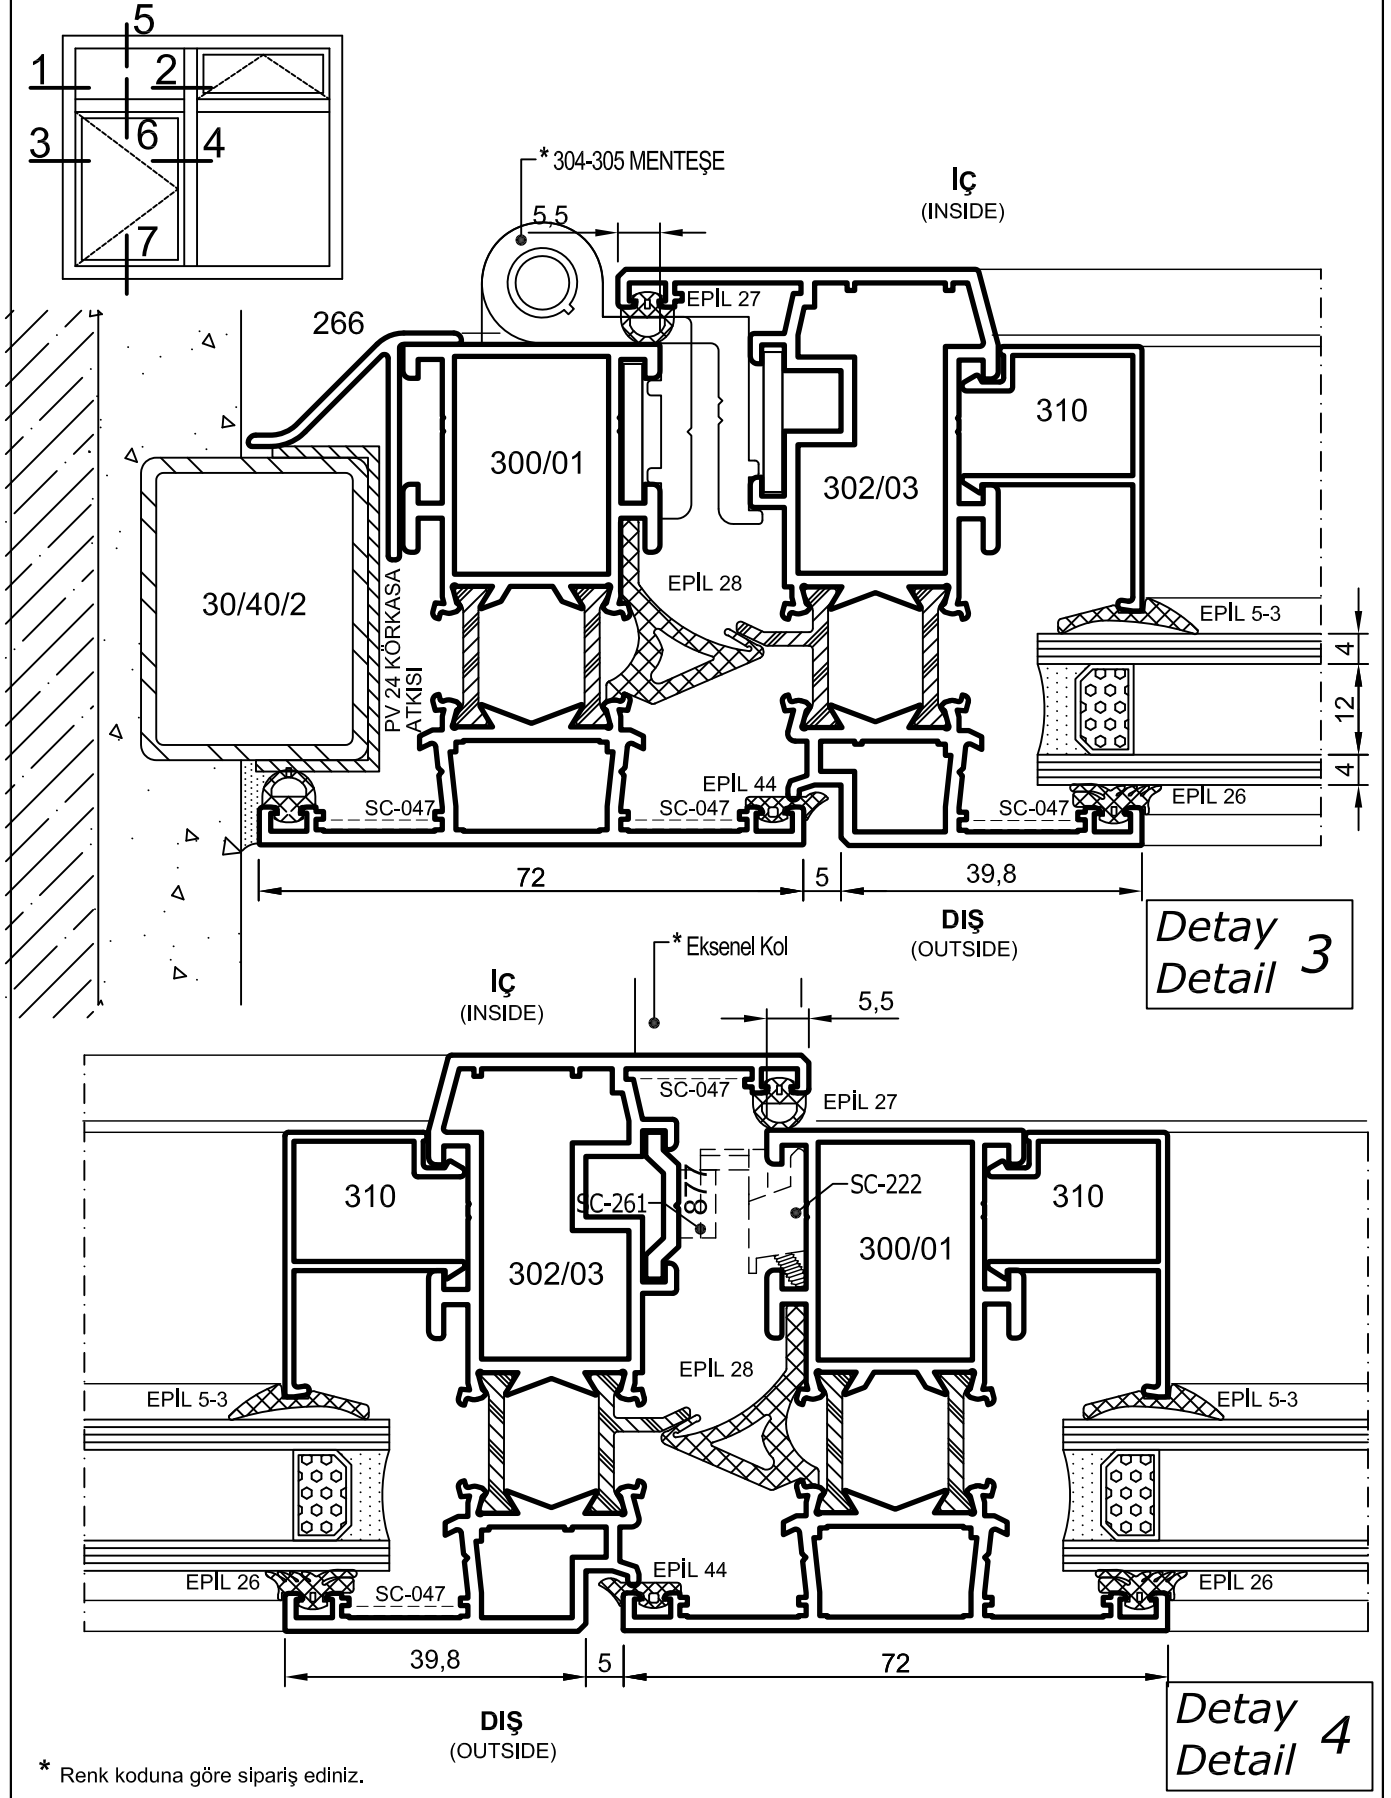 5
1
2
3
6
4
7
* 304-305 MENTEŞE
İÇ
(INSIDE)
5,5
EPİL 27
266
310
300/01
302/03
EPİL 28
30/40/2
PV 24 KÖRKASA
ATKISI
EPİL 5-3
4
12
4
EPİL 44
SC-047
SC-047
SC-047
EPİL 26
72
5
39,8
DIŞ
(OUTSIDE)
Detay
Detail 3
* Eksenel Kol
İÇ
(INSIDE)
5,5
SC-047
EPİL 27
310
SC-261
877
SC-222
310
302/03
300/01
EPİL 28
EPİL 5-3
EPİL 5-3
EPİL 26
SC-047
EPİL 44
EPİL 26
39,8
5
72
DIŞ
(OUTSIDE)
Detay
Detail 4
* Renk koduna göre sipariş ediniz.